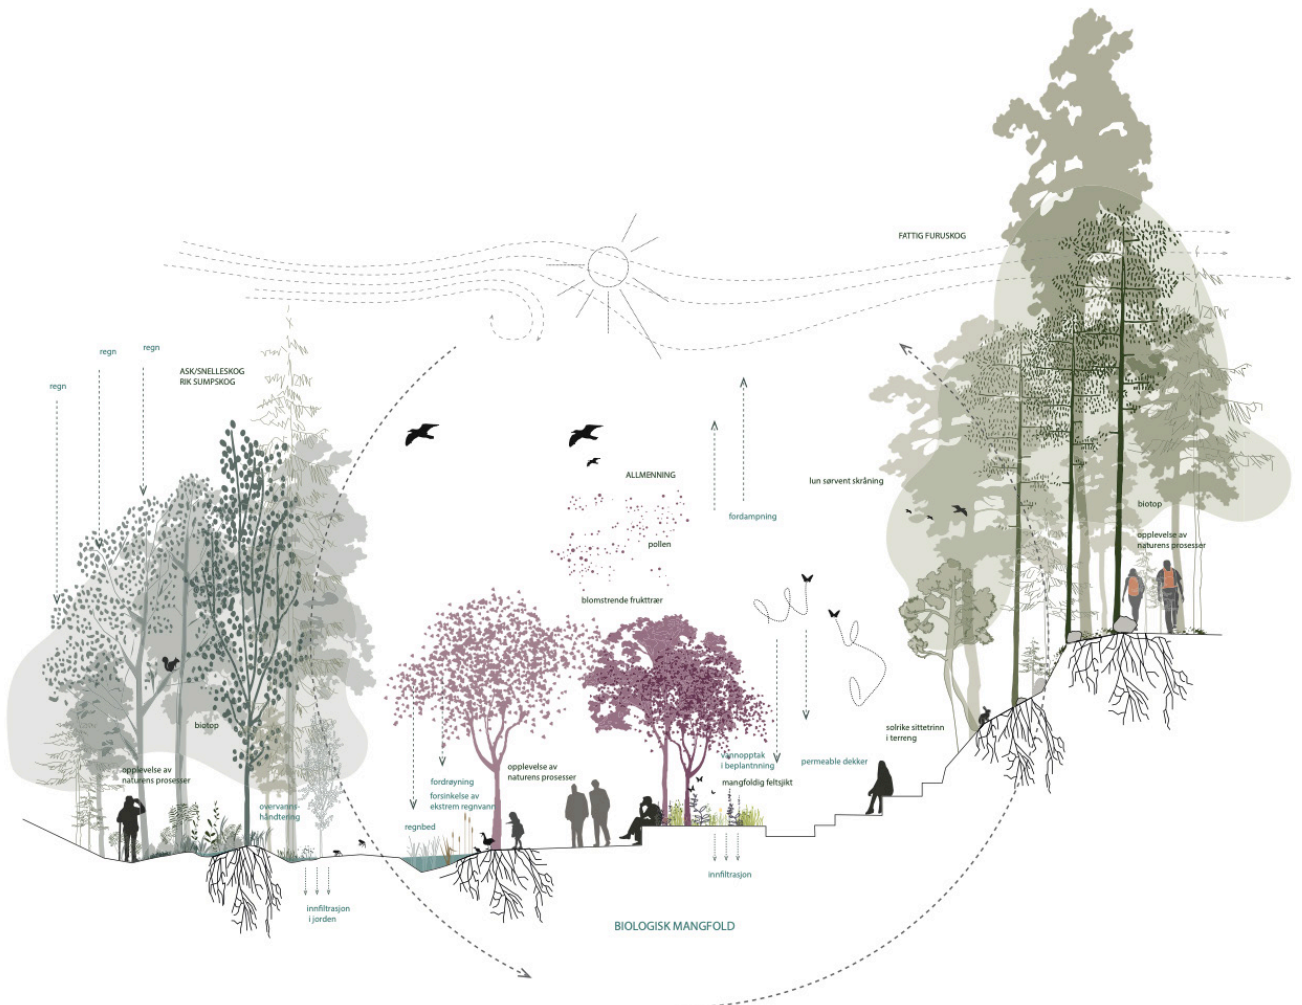 FATTIG FURUSKOG
regn
regn
regn
ASK/SNELLESKOG
RIK SUMPSKOG
ALLMENNING
lun sørvent skråning
biotop
fordampning
opplevelse av
naturens prosesser
pollen
blomstrende frukttrær
biotop
solrike sittetrinn
i terreng
vannopptak
i beplantnning
permeable dekker
opplevelse av
naturens prosesser
opplevelse av
naturens prosesser
fordrøyning
mangfoldig feltsjikt
forsinkelse av
ekstrem regnvann
overvanns-
håndtering
regnbed
innfiltrasjon
innfiltrasjon
i jorden
BIOLOGISK MANGFOLD